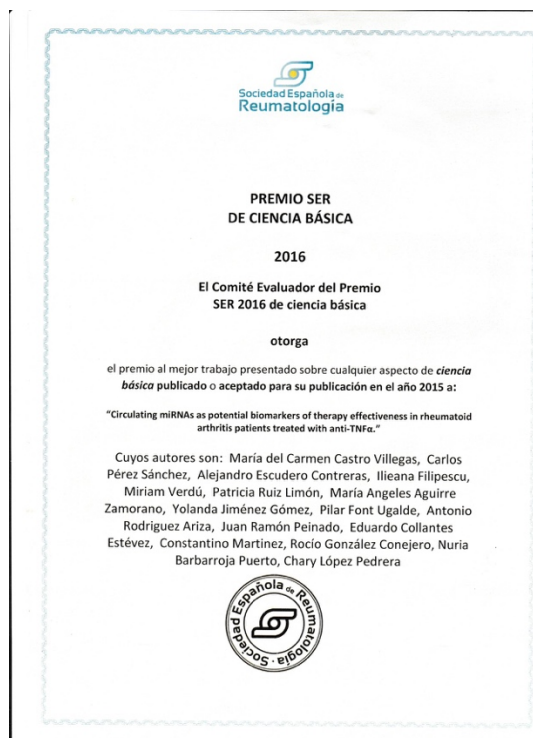 Sociedad Española de
Reumatología
PREMIO SER
DE CIENCIA BÁSICA
2016
El Comité Evaluador del Premio
SER 2016 de ciencia básica
otorga
el premio al mejor trabajo presentado sobre cualquier aspecto de ciencia
básica publicado o aceptado para su publicación en el año 2015 a:
"Circulating miRNAs as potential biomarkers of therapy effectiveness in rheumatoid
arthritis patients treated with anti-TNFα."
Cuyos autores son: María del Carmen Castro Villegas, Carlos
Pérez Sánchez, Alejandro Escudero Contreras, Ilieana Filipescu,
Miriam Verdú, Patricia Ruiz Limón, María Angeles Aguirre
Zamorano, Yolanda Jiménez Gómez, Pilar Font Ugalde, Antonio
Rodriguez Ariza, Juan Ramón Peinado, Eduardo Collantes
Estévez, Constantino Martinez, Rocío González Conejero, Nuria
Barbarroja Puerto, Chary López Pedrera
Sociedad Española de Reumatología